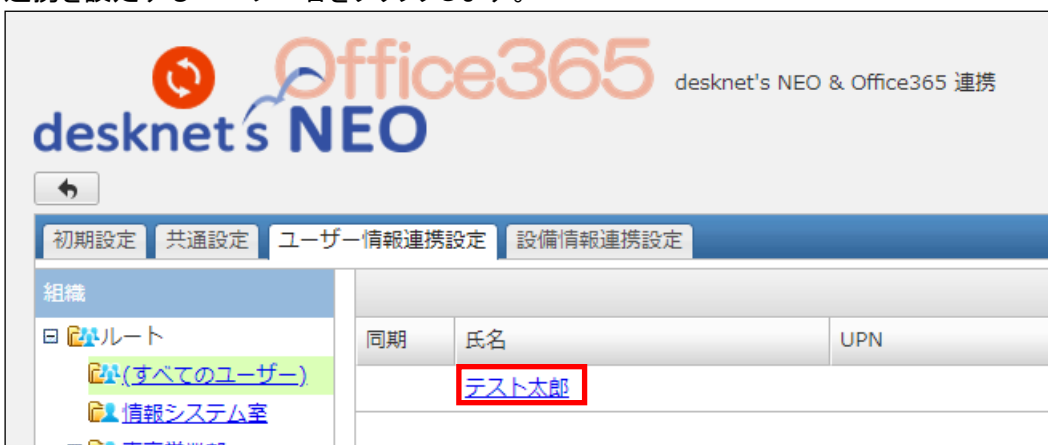 Office365
desknet's NEO & Office365 連携
desknet's NEO
初期設定 共通設定 ユーザー情報連携設定 設備情報連携設定
組織
ルート
同期 氏名 UPN
(すべてのユーザー)
テスト太郎
情報システム室